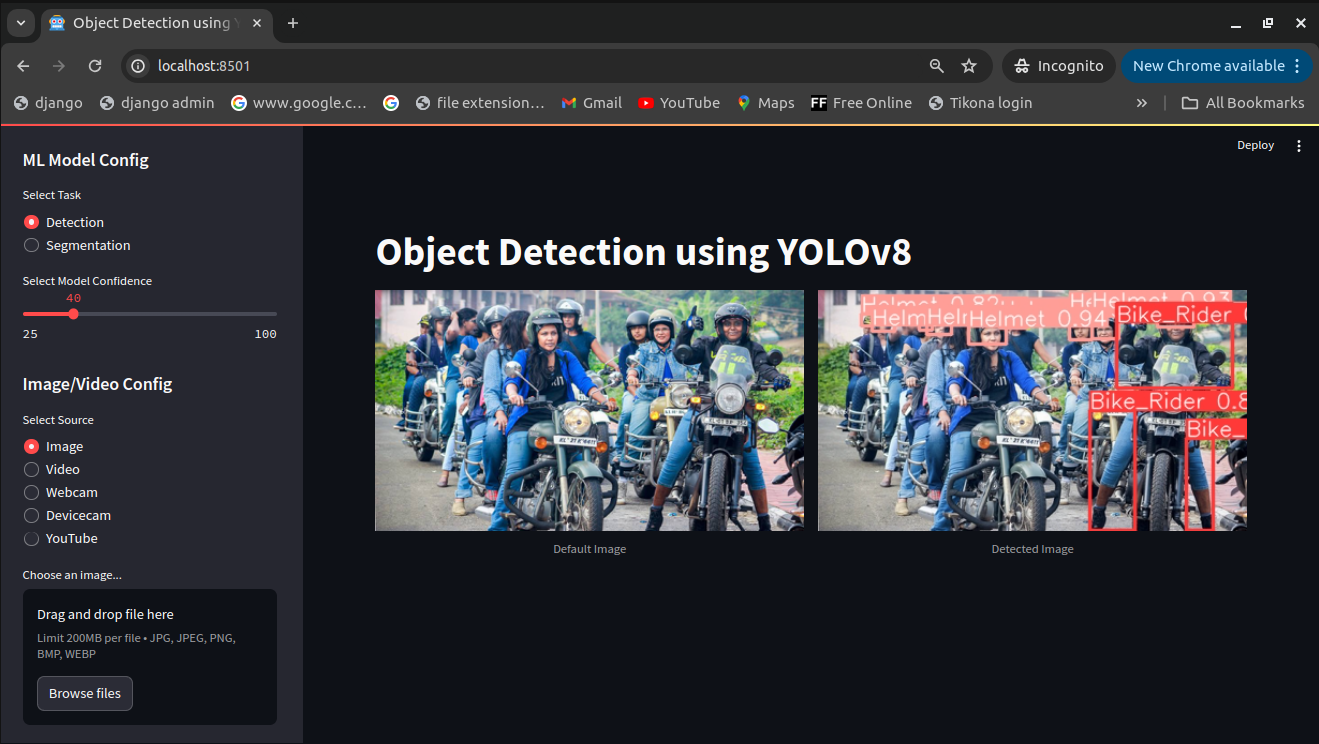 Object Detection using Y
localhost:8501
Incognito
New Chrome available
django
django admin
www.google.c...
file extension...
Gmail
YouTube
Maps
FF Free Online
Tikona login
»
All Bookmarks
Deploy
ML Model Config
Select Task
Detection
Segmentation
Select Model Confidence
40
25
100
Image/Video Config
Select Source
Image
Video
Webcam
Devicecam
YouTube
Choose an image...
Drag and drop file here
Limit 200MB per file • JPG, JPEG, PNG,
BMP, WEBP
Browse files
Object Detection using YOLOv8
Helmet 0.82
Helmet 0.93
Helmet 0.94
Bike_Rider
Bike_Rider 0.8
Bike_
Default Image
Detected Image